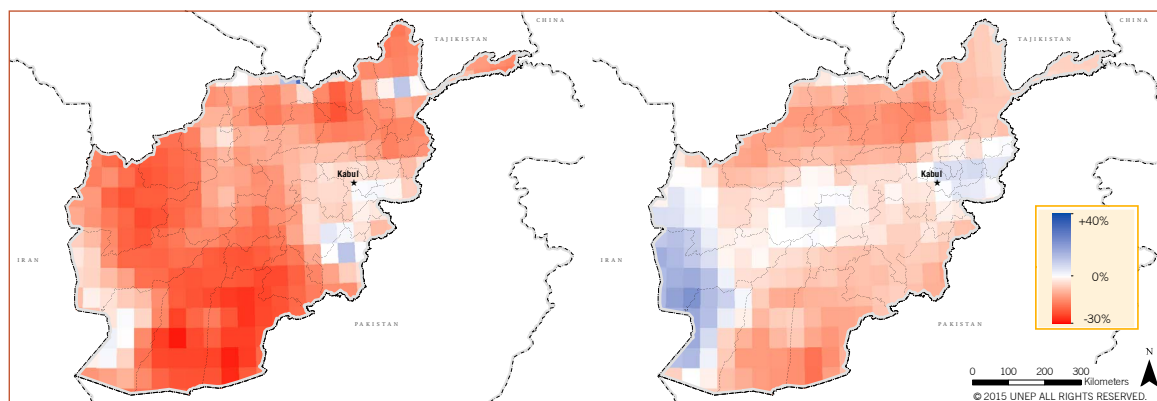 CHINA
TAJIKISTAN
Kabul
IRAN
PAKISTAN
CHINA
TAJIKISTAN
Kabul
IRAN
PAKISTAN
+40%
0%
-30%
N
0 100 200 300
Kilometers
© 2015 UNEP ALL RIGHTS RESERVED.